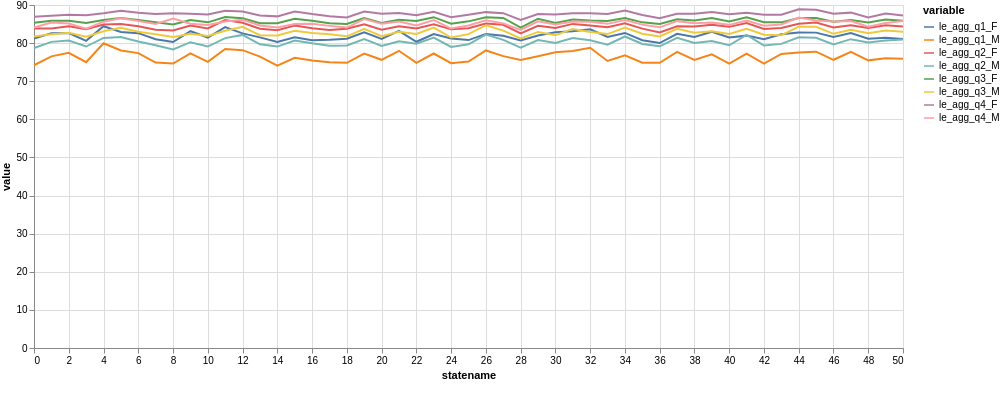 variable
le_agg_q1_F
le_agg_q1_M
le_agg_q2_F
le_agg_q2_M
le_agg_q3_F
le_agg_q3_M
le_agg_q4_F
le_agg_q4_M
value
90
80
70
60
50
40
30
20
10
0
0 2 4 6 8 10 12 14 16 18 20 22 24 26 28 30 32 34 36 38 40 42 44 46 48 50
statename